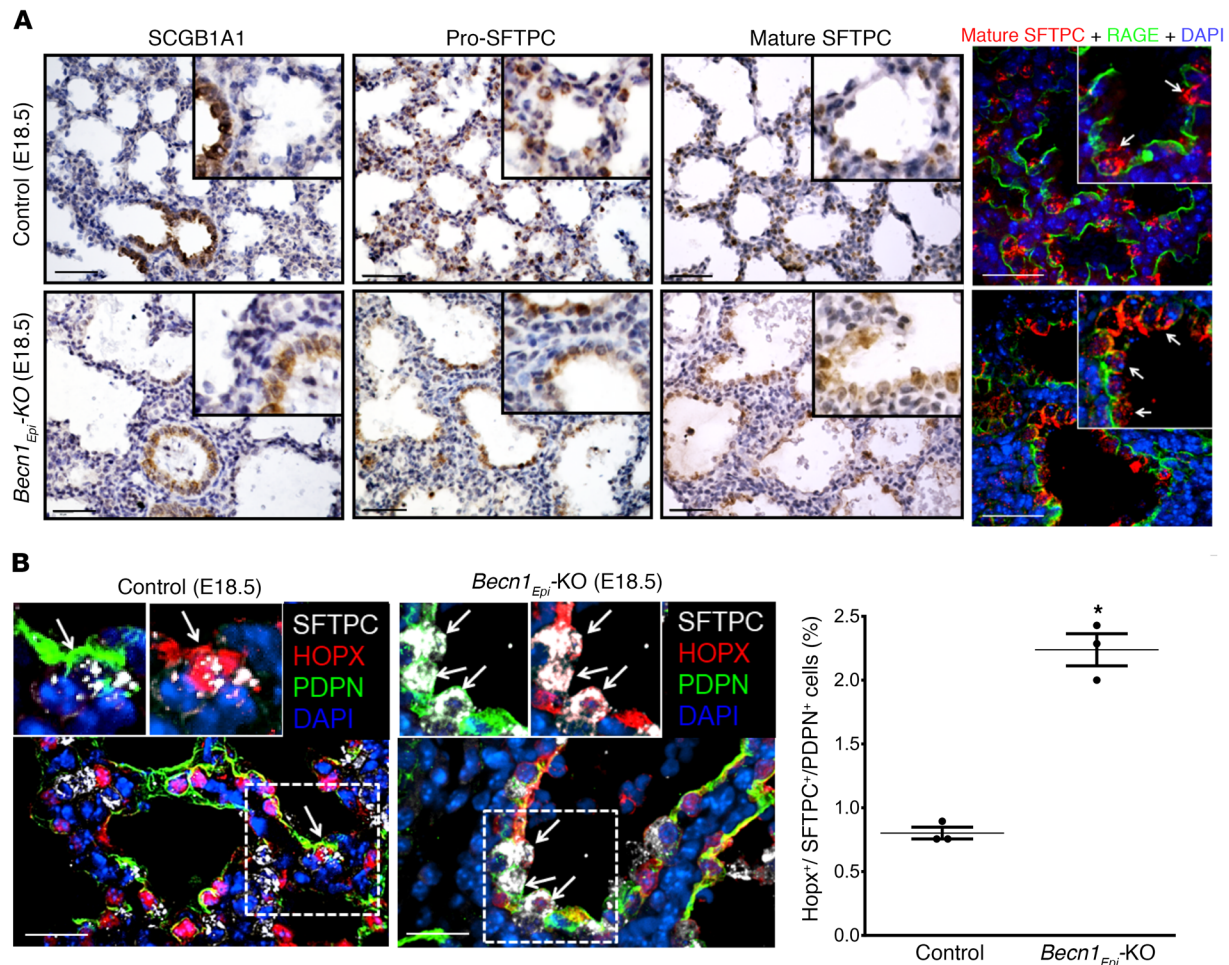 A
SCGB1A1
Pro-SFTPC
Mature SFTPC
Mature SFTPC + RAGE + DAPI
Control (E18.5)
Becn1Epi-KO (E18.5)
B
Control (E18.5)
SFTPC
HOPX
PDPN
DAPI
Becn1Epi-KO (E18.5)
SFTPC
HOPX
PDPN
DAPI
Hopx+/ SFTPC+/PDPN+ cells (%)
2.5
2.0
1.5
1.0
0.5
0.0
*
Control
Becn1Epi-KO